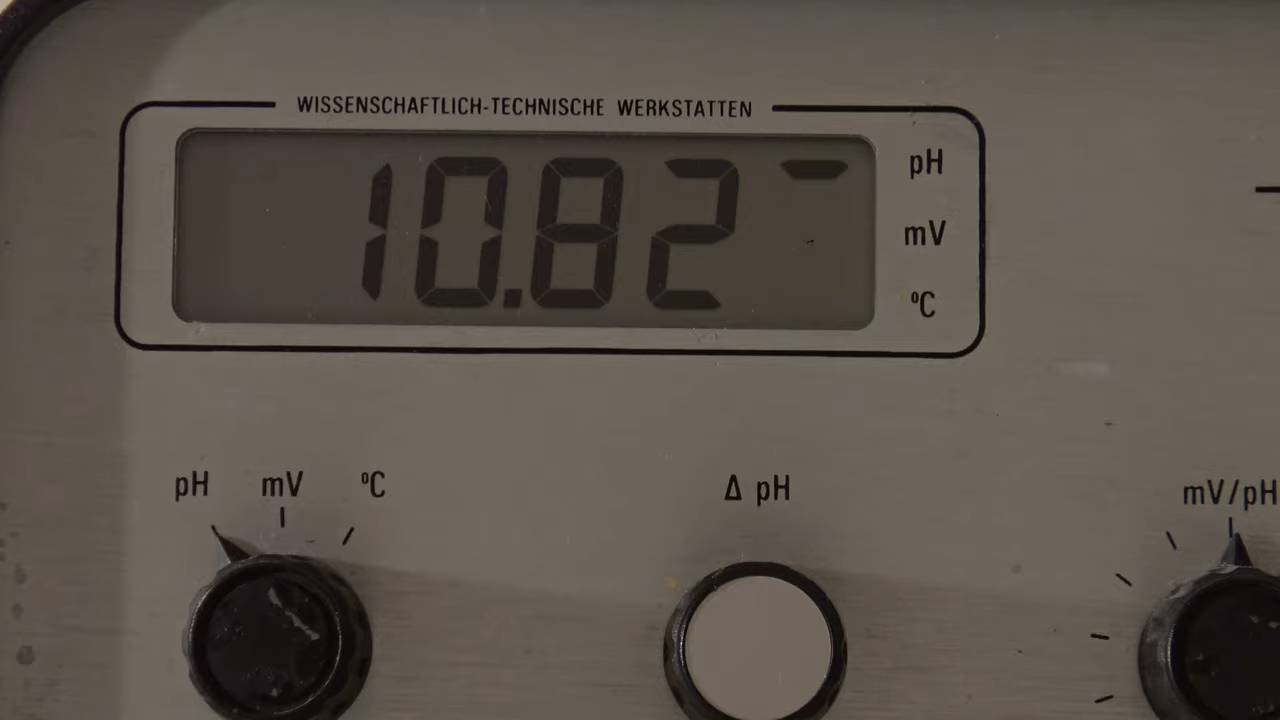 WISSENSCHAFTLICH-TECHNISCHE WERKSTATTEN
10.82
pH
mV
ºC
pH mV ºC
Δ pH
mV/pH